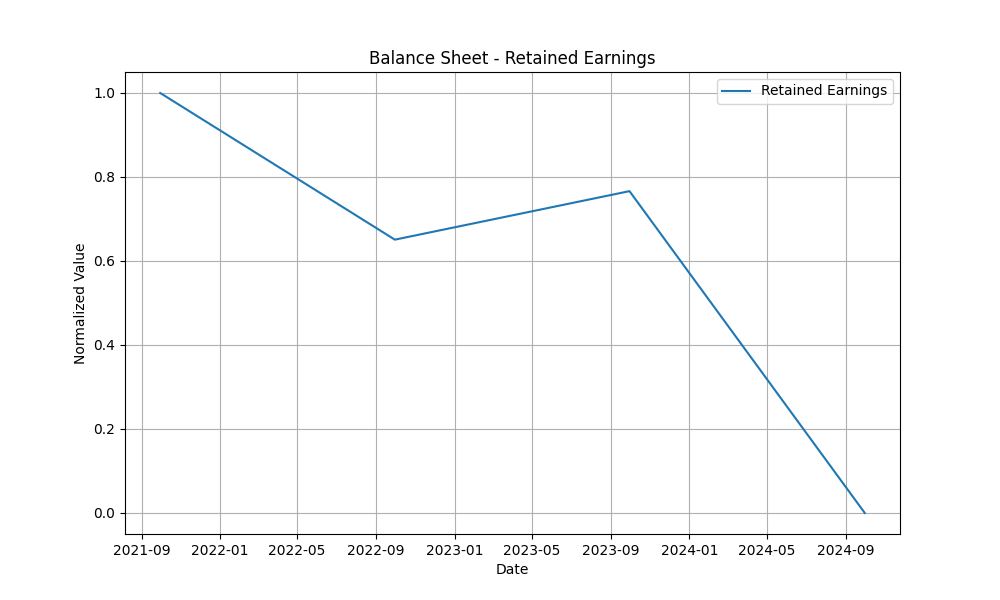 Balance Sheet - Retained Earnings
Retained Earnings
Normalized Value
1.0
0.8
0.6
0.4
0.2
0.0
2021-09 2022-01 2022-05 2022-09 2023-01 2023-05 2023-09 2024-01 2024-05 2024-09
Date